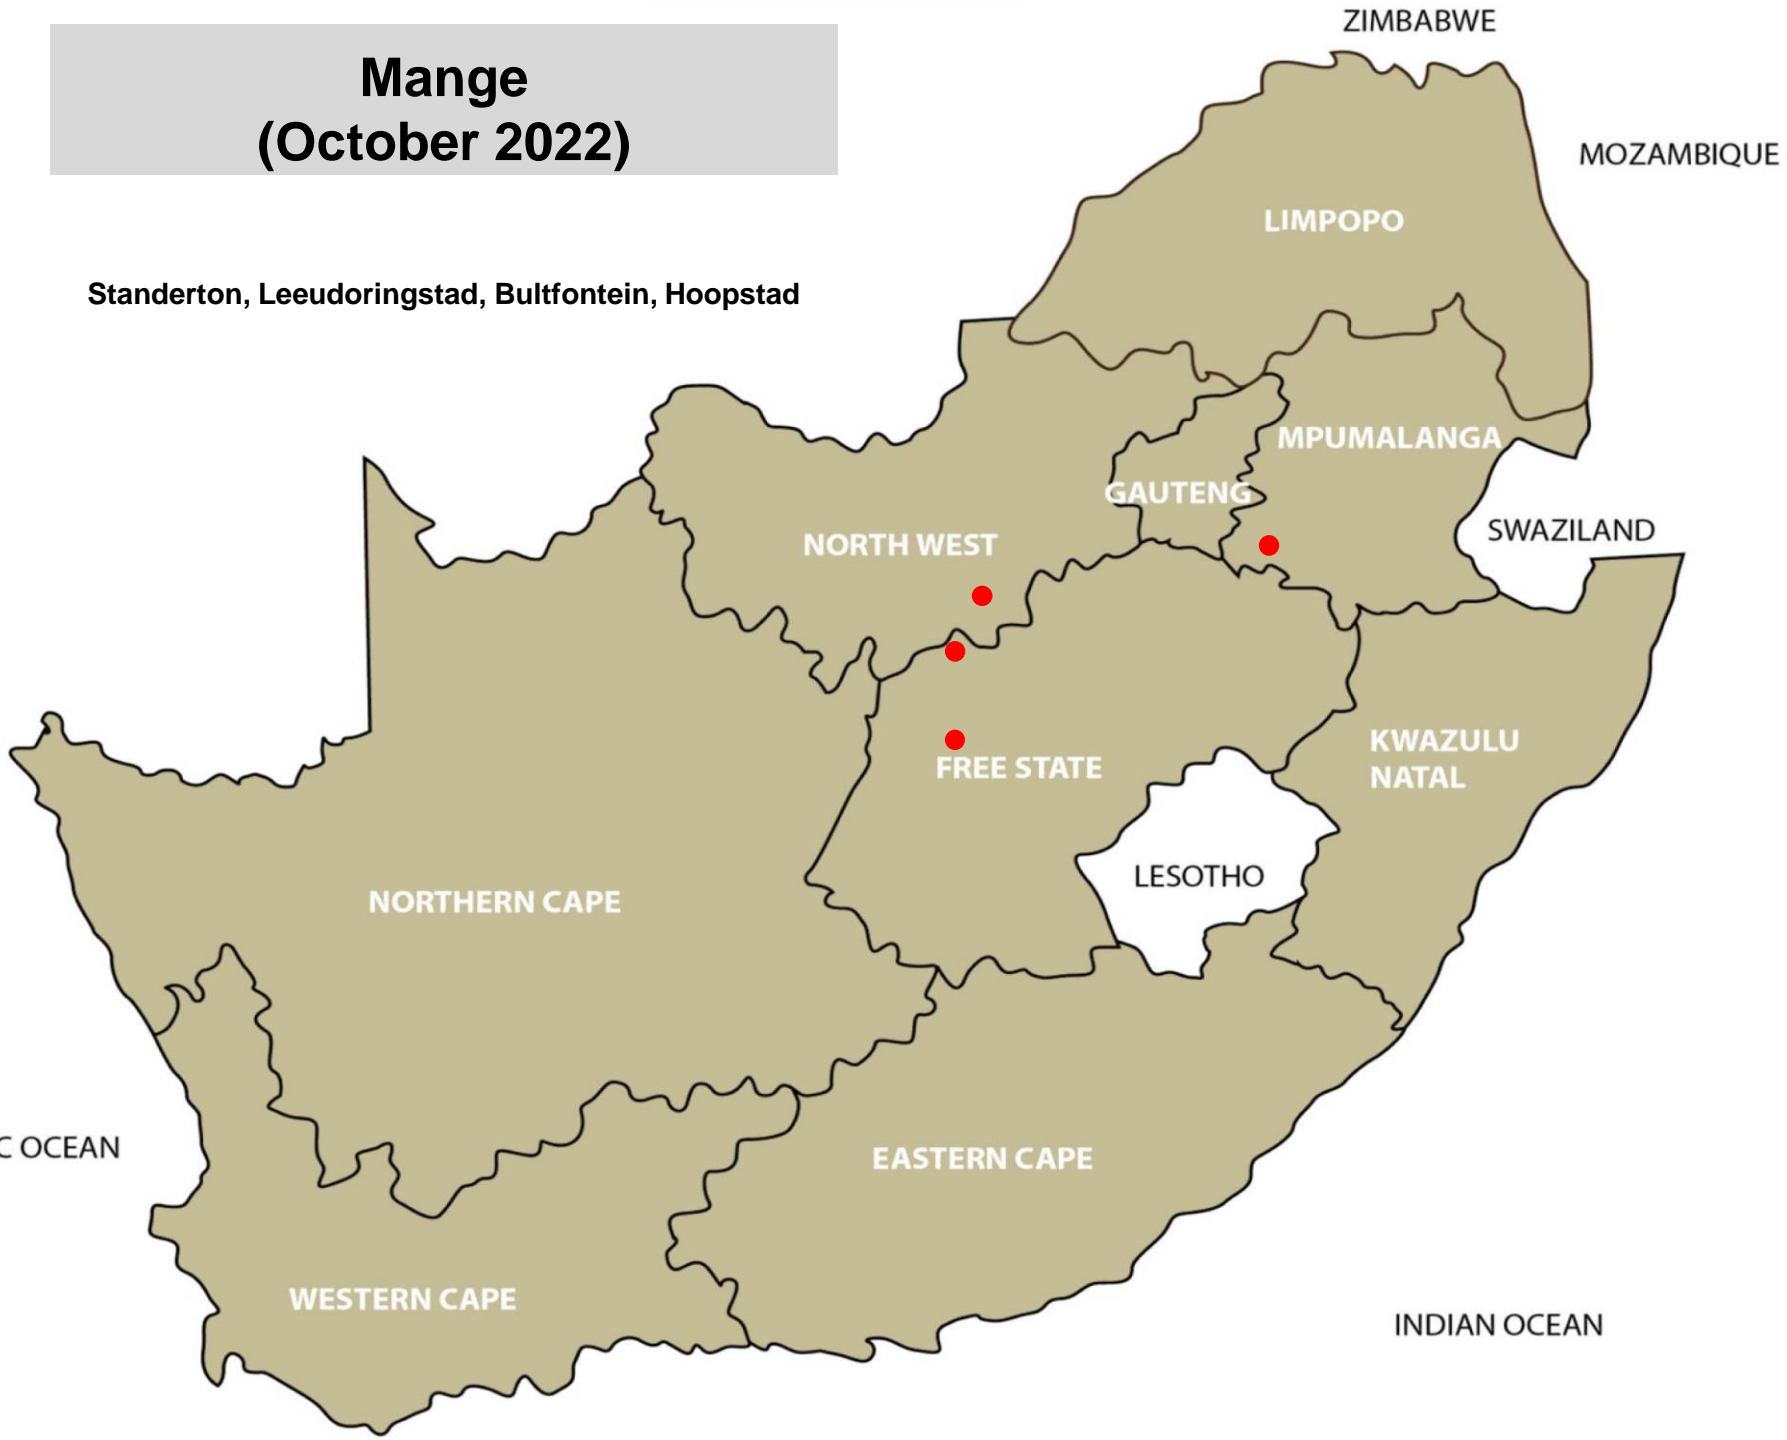 ZIMBABWE
Mange
(October 2022)
MOZAMBIQUE
LIMPOPO
Standerton, Leeudoringstad, Bultfontein, Hoopstad
MPUMALANGA
GAUTENG
SWAZILAND
NORTH WEST
KWAZULU
NATAL
FREE STATE
LESOTHO
NORTHERN CAPE
C OCEAN
EASTERN CAPE
WESTERN CAPE
INDIAN OCEAN